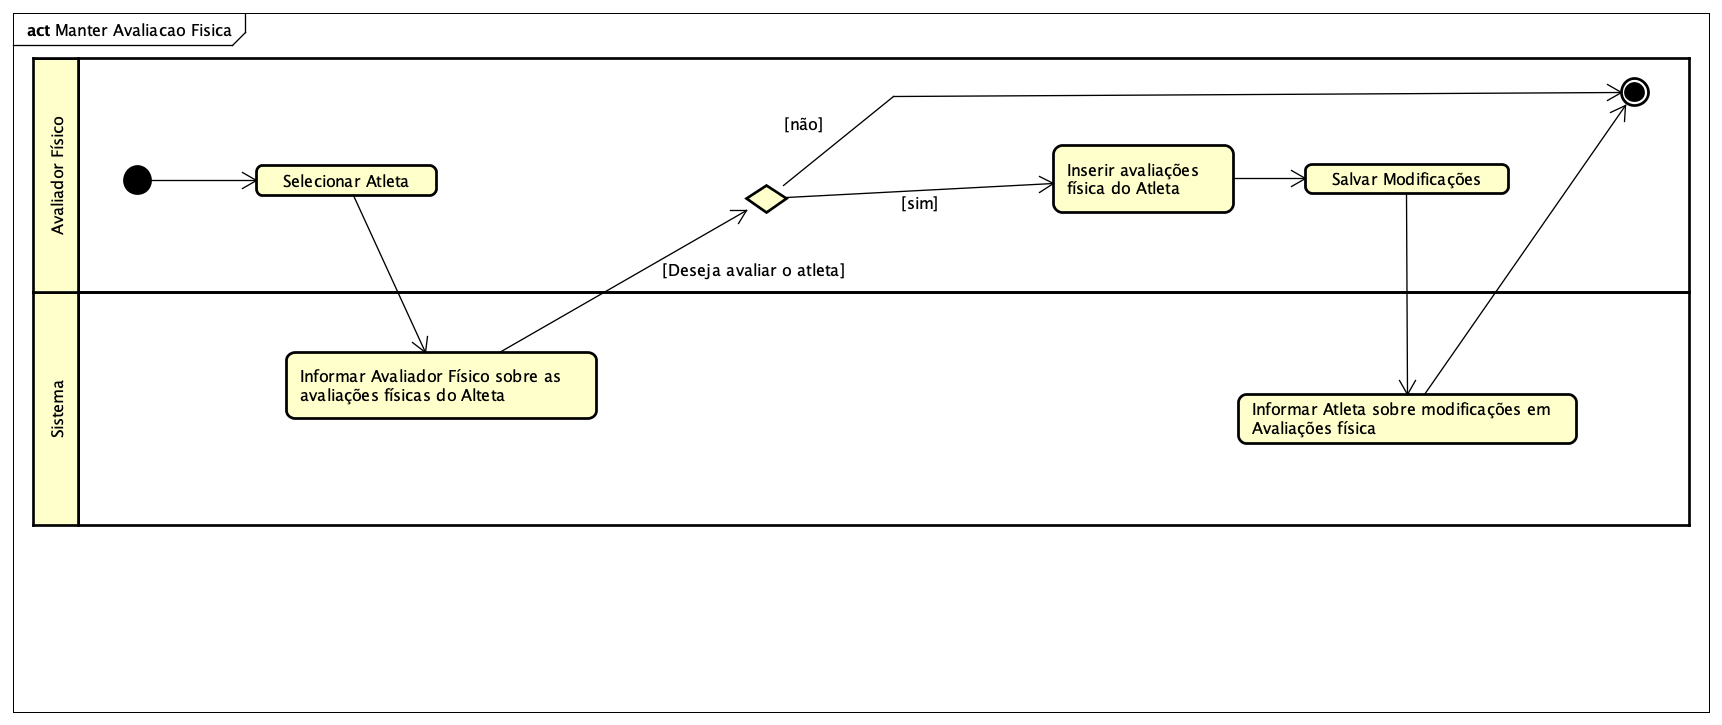 act Manter Avaliacao Fisica
Avaliador Físico
[não]
Selecionar Atleta
Inserir avaliações
física do Atleta
Salvar Modificações
[sim]
[Deseja avaliar o atleta]
Sistema
Informar Avaliador Físico sobre as
avaliações físicas do Alteta
Informar Atleta sobre modificações em
Avaliações física